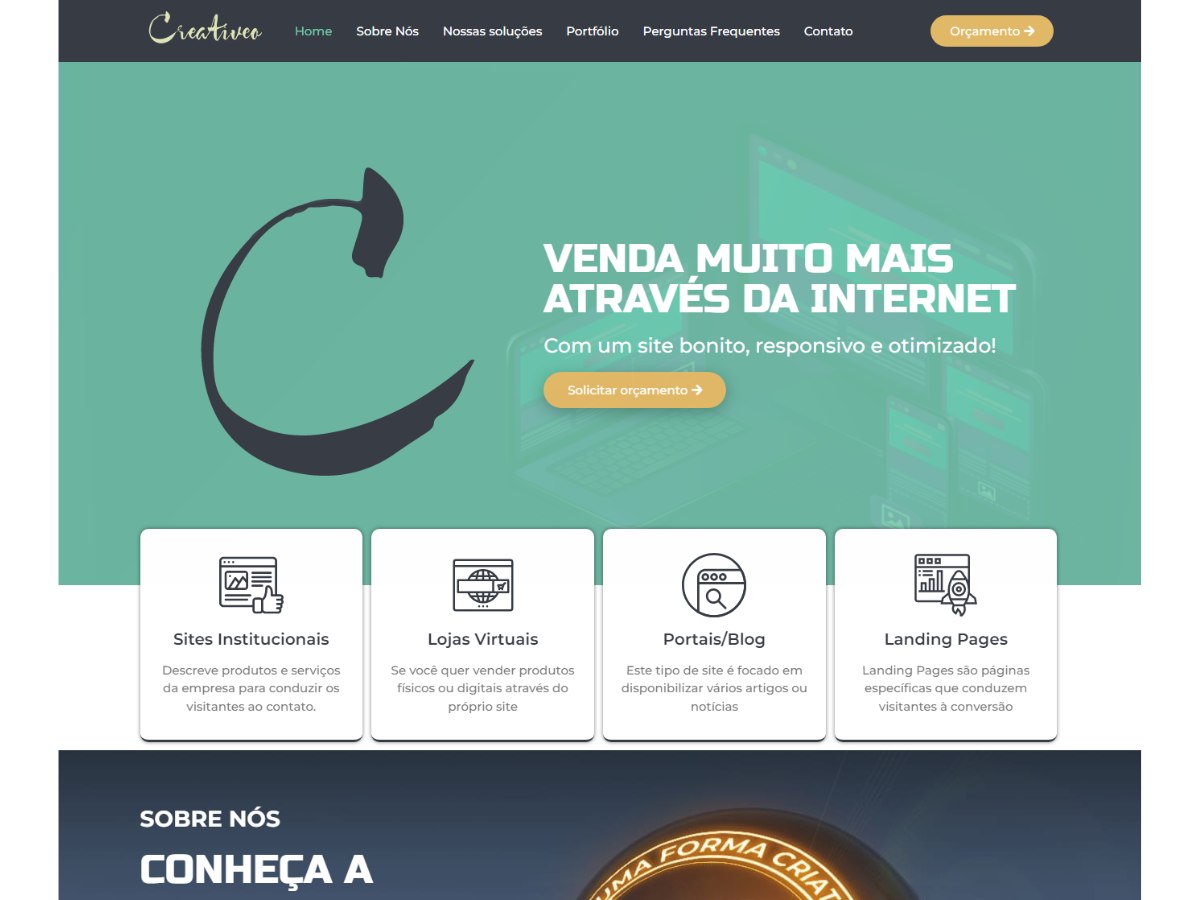 Creativeo
Home Sobre Nós Nossas soluções Portfólio Perguntas Frequentes Contato Orçamento
C
VENDA MUITO MAIS
ATRAVÉS DA INTERNET
Com um site bonito, responsivo e otimizado!
Solicitar orçamento
Sites Institucionais
Descreve produtos e serviços
da empresa para conduzir os
visitantes ao contato.
Lojas Virtuais
Se você quer vender produtos
físicos ou digitais através do
próprio site
Portais/Blog
Este tipo de site é focado em
disponibilizar vários artigos ou
notícias
Landing Pages
Landing Pages são páginas
específicas que conduzem
visitantes à conversão
SOBRE NÓS
CONHEÇA A
UMA FORMA CRIAT